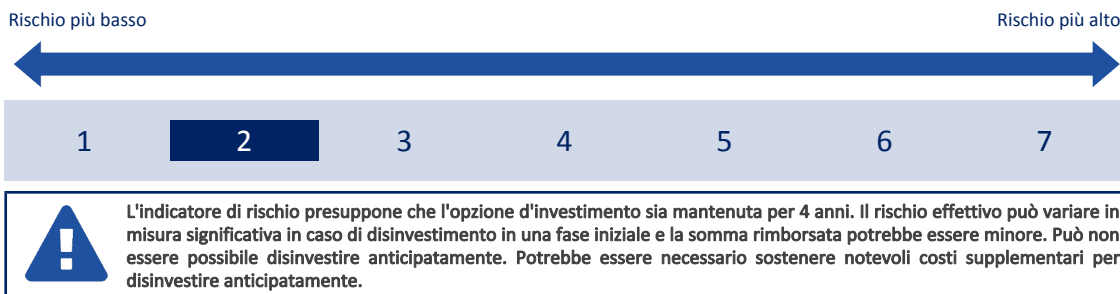 Rischio più basso Rischio più alto
1 2 3 4 5 6 7
L'indicatore di rischio presuppone che l'opzione d'investimento sia mantenuta per 4 anni. Il rischio effettivo può variare in
misura significativa in caso di disinvestimento in una fase iniziale e la somma rimborsata potrebbe essere minore. Può non
essere possibile disinvestire anticipatamente. Potrebbe essere necessario sostenere notevoli costi supplementari per
disinvestire anticipatamente.